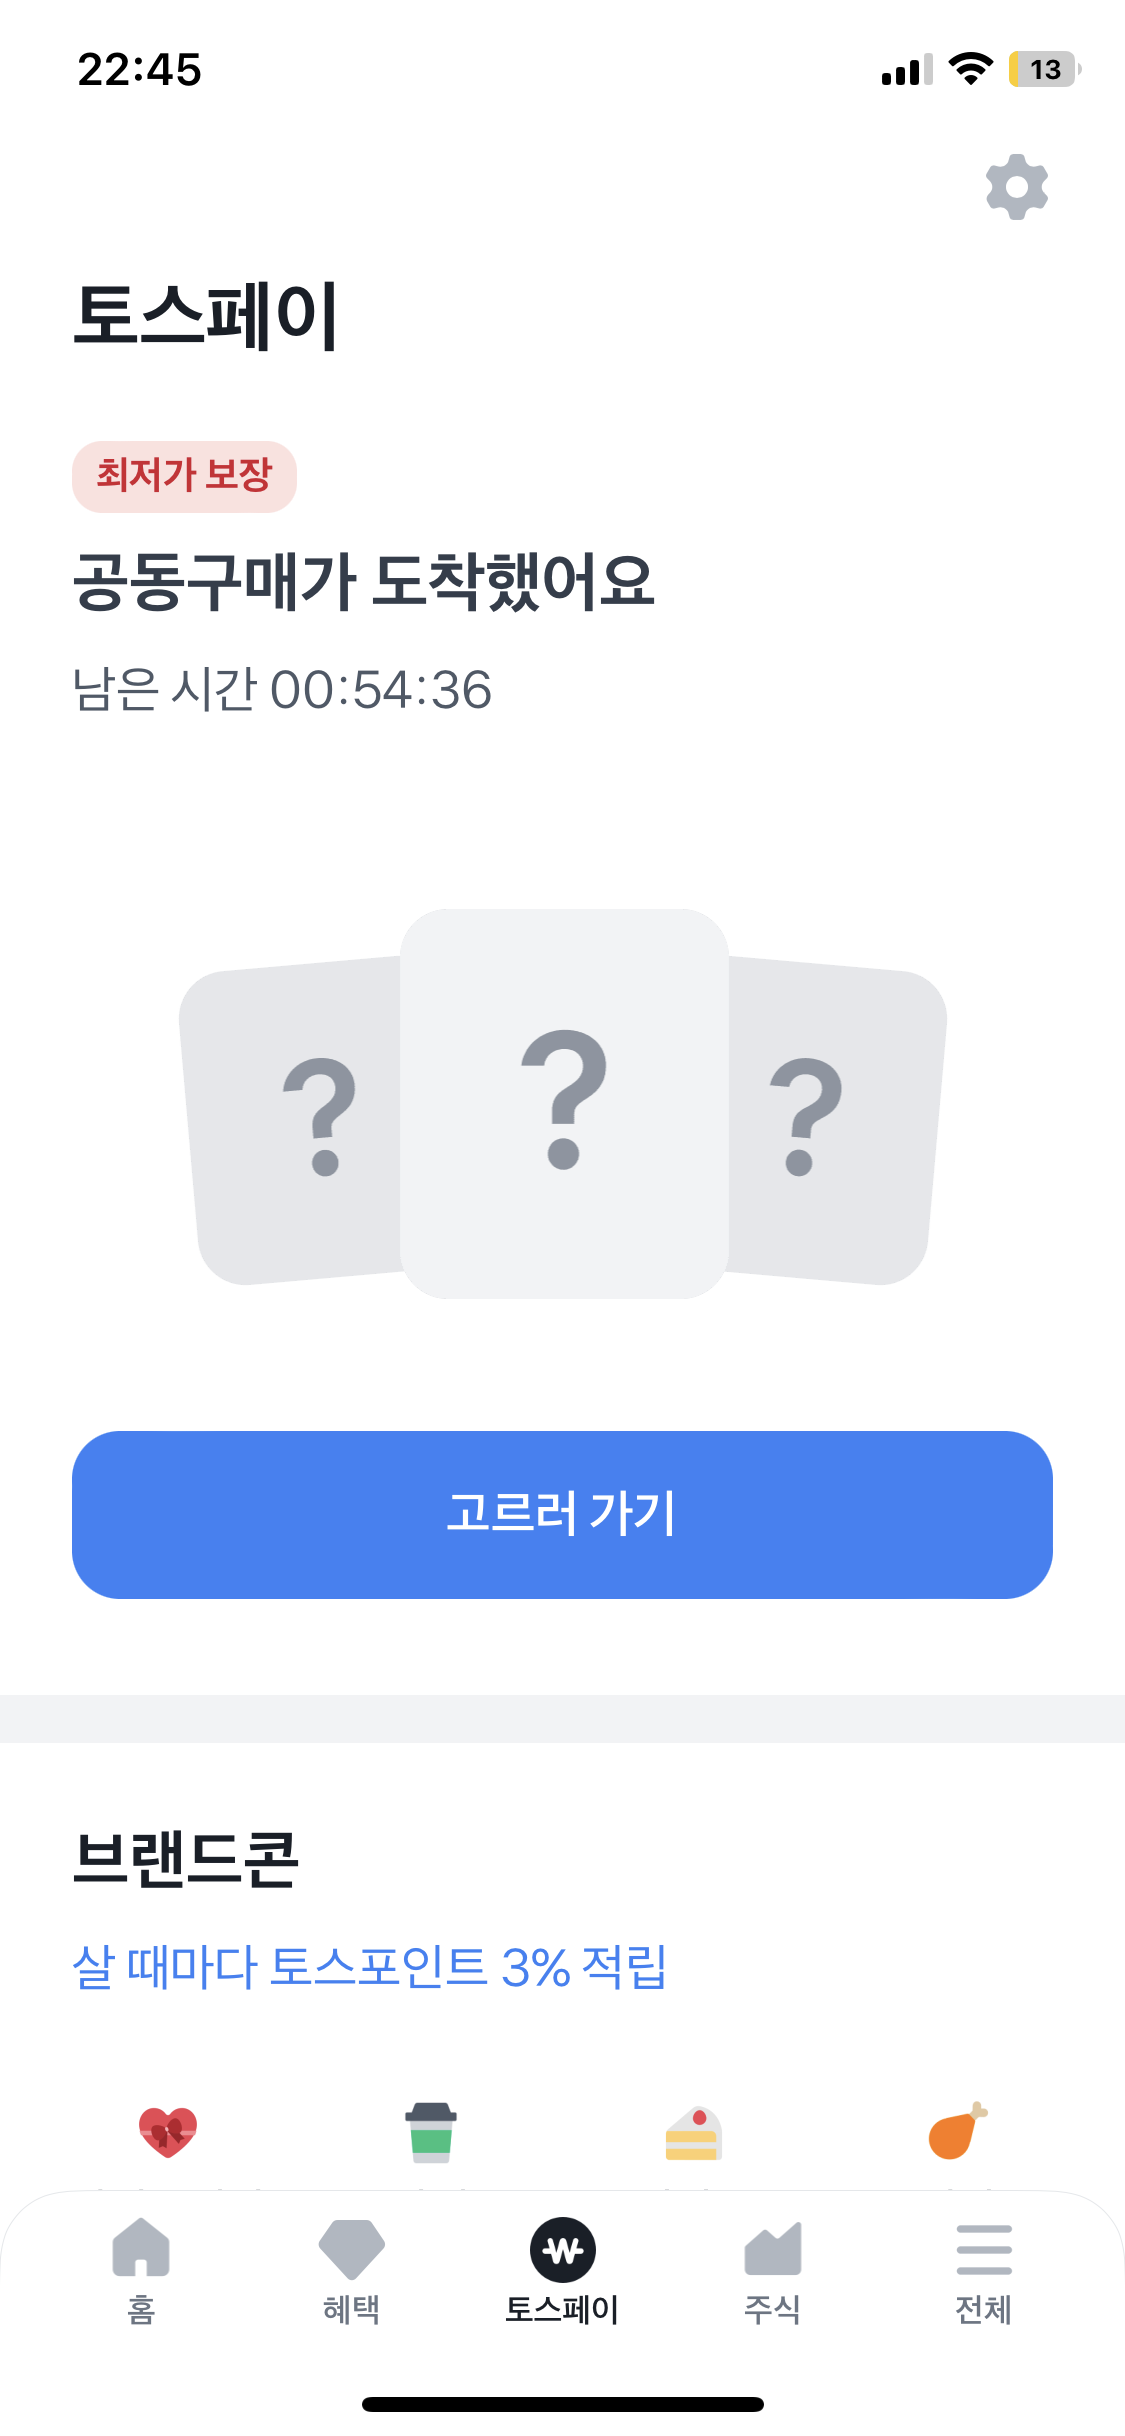 22:45
13
토스페이
최저가 보장
공동구매가 도착했어요
남은 시간 00:54:36
? ? ?
고르러 가기
브랜드콘
살 때마다 토스포인트 3% 적립
홈 혜택 토스페이 주식 전체